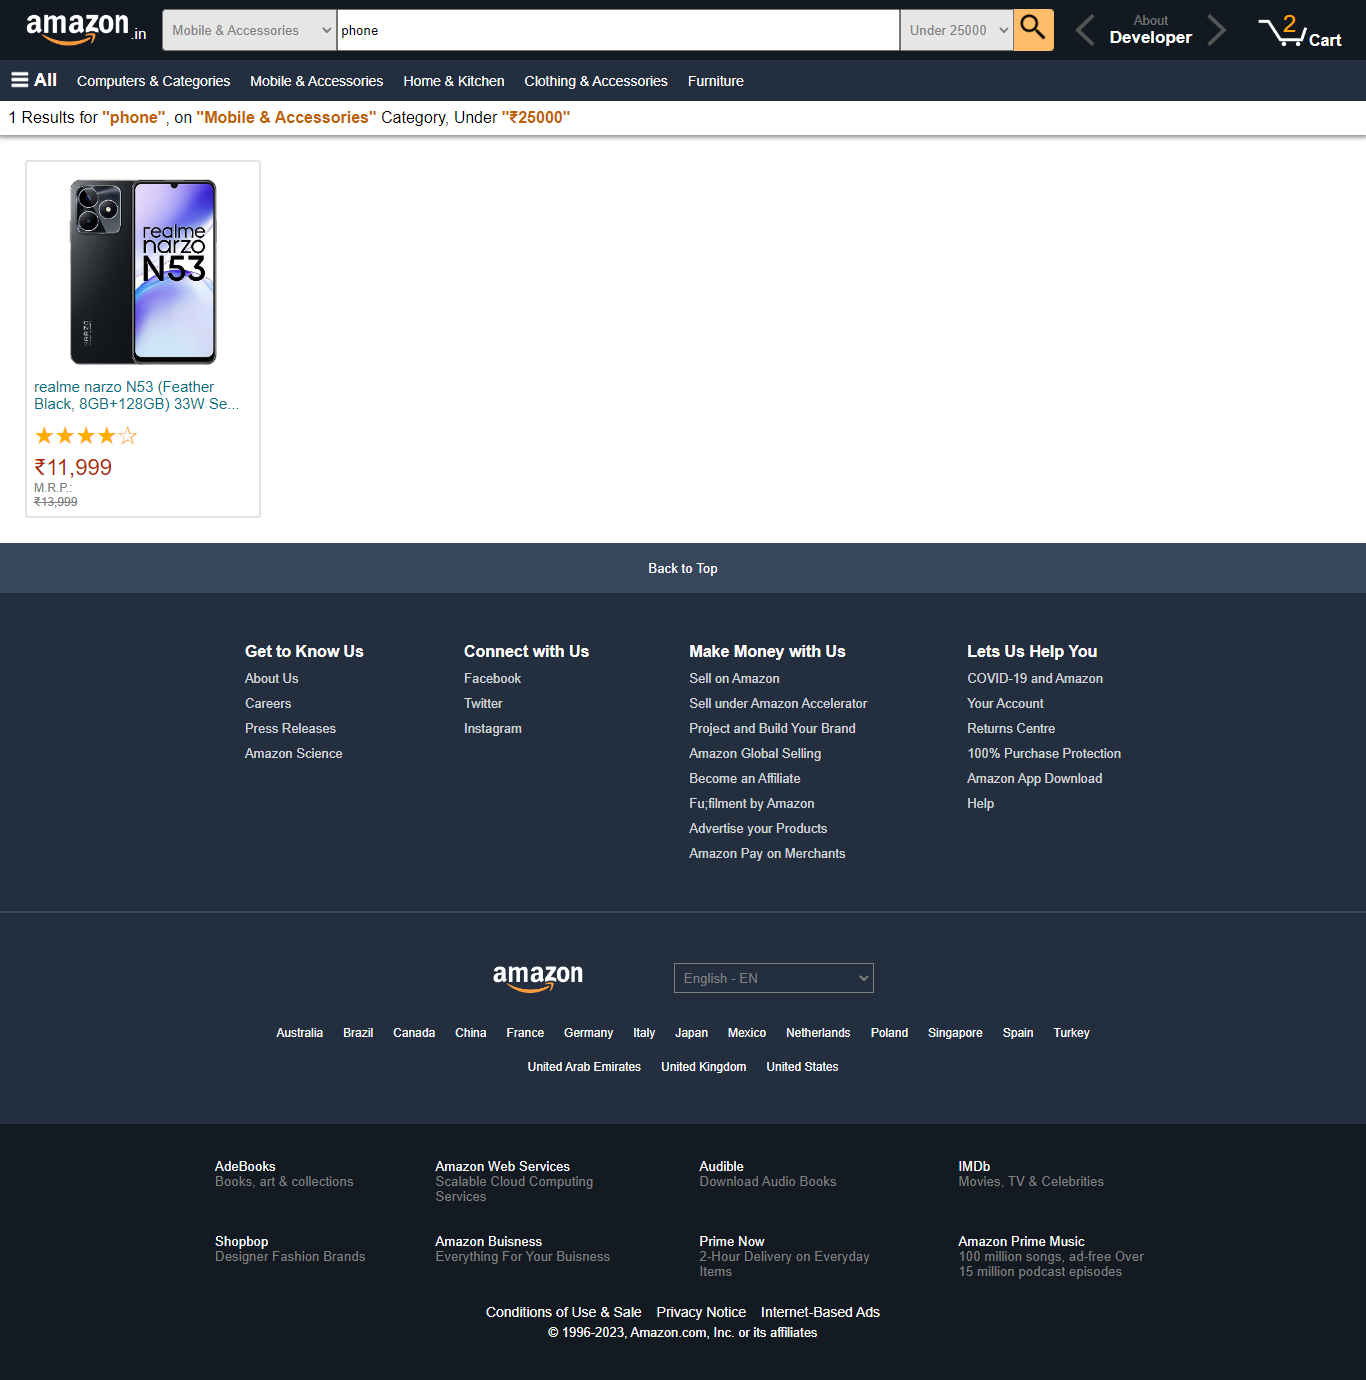 amazon.in
Mobile & Accessories
phone
Under 25000
About
Developer
2
Cart
All
Computers & Categories
Mobile & Accessories
Home & Kitchen
Clothing & Accessories
Furniture
1 Results for "phone", on "Mobile & Accessories" Category, Under "₹25000"
realme
narzo
N53
NARZO
realme narzo N53 (Feather
Black, 8GB+128GB) 33W Se...
₹11,999
M.R.P.:
₹13,999
Back to Top
Get to Know Us
About Us
Careers
Press Releases
Amazon Science
Connect with Us
Facebook
Twitter
Instagram
Make Money with Us
Sell on Amazon
Sell under Amazon Accelerator
Project and Build Your Brand
Amazon Global Selling
Become an Affiliate
Fu;filment by Amazon
Advertise your Products
Amazon Pay on Merchants
Lets Us Help You
COVID-19 and Amazon
Your Account
Returns Centre
100% Purchase Protection
Amazon App Download
Help
amazon
English - EN
Australia Brazil Canada China France Germany Italy Japan Mexico Netherlands Poland Singapore Spain Turkey
United Arab Emirates United Kingdom United States
AdeBooks
Books, art & collections
Amazon Web Services
Scalable Cloud Computing
Services
Audible
Download Audio Books
IMDb
Movies, TV & Celebrities
Shopbop
Designer Fashion Brands
Amazon Buisness
Everything For Your Buisness
Prime Now
2-Hour Delivery on Everyday
Items
Amazon Prime Music
100 million songs, ad-free Over
15 million podcast episodes
Conditions of Use & Sale Privacy Notice Internet-Based Ads
© 1996-2023, Amazon.com, Inc. or its affiliates